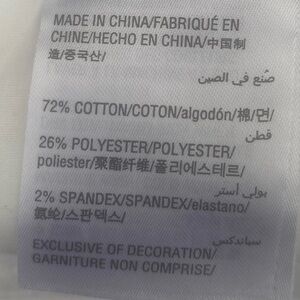 MADE IN CHINA/FABRIQUÉ EN
CHINE/HECHO EN CHINA/中国制
造/중국산/
صُنع في الصين
72% COTTON/COTON/algodón/棉/면/
قطن
26% POLYESTER/POLYESTER/
poliester/聚酯纤维/폴리에스테르/
بولي أستر
2% SPANDEX/SPANDEX/elastano/
氨纶/스판덱스/
سباندكس
EXCLUSIVE OF DECORATION/
GARNITURE NON COMPRISE/